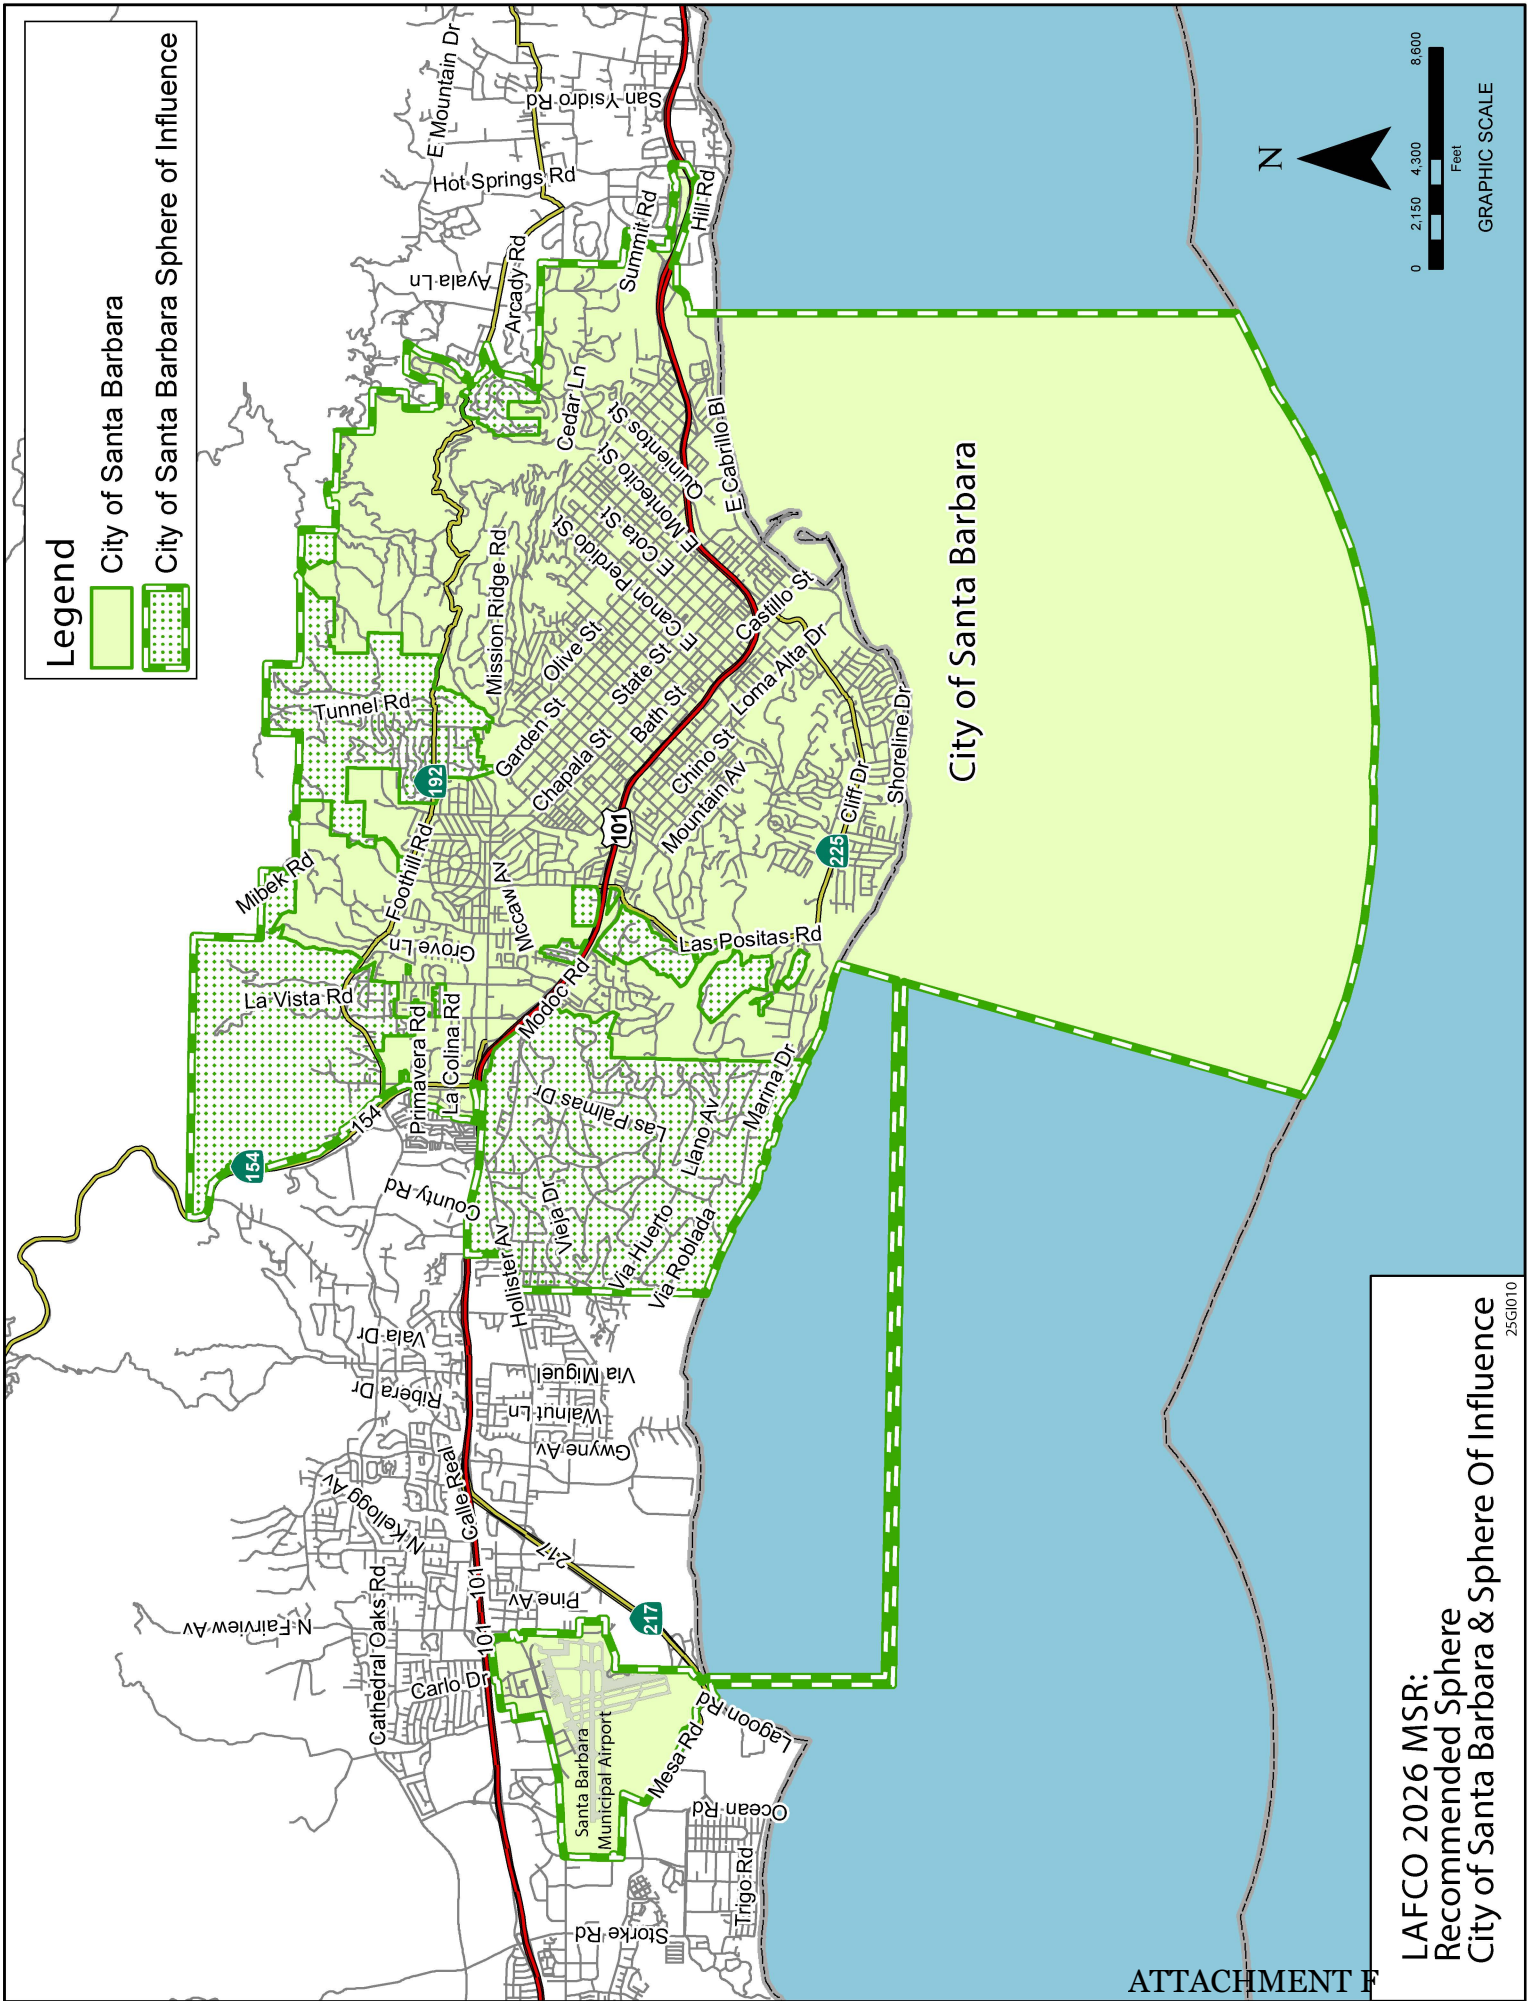 Legend
City of Santa Barbara
City of Santa Barbara Sphere of Influence
E Mountain Dr
San Ysidro Rd
Hot Springs Rd
Summit Rd
Hill Rd
Ayala Ln
Arcady Rd
Cedar Ln
Quinientos St
E Montecito St
E Cota St
E Canon Perdido St
E Cabrillo Bl
Mission Ridge Rd
Olive St
State St
Castillo St
Garden St
Bath St
Loma Alta Dr
Tunnel Rd
Chapala St
Chino St
Mountain Av
Cliff Dr
Shoreline Dr
192
101
225
Foothill Rd
Mibek Rd
Mccaw Av
Grove Ln
Las Positas Rd
La Vista Rd
Modoc Rd
Primavera Rd
La Colina Rd
154
154
Las Palmas Dr
Marina Dr
Llano Av
County Rd
Vieja Dr
Hollister Av
Via Huerto
Via Roblada
City of Santa Barbara
Vala Dr
Ribera Dr
Via Miguel
Walnut Ln
Gwyne Av
N Kellogg Av
Calle Real
217
101
Pine Av
217
N Fairview Av
Cathedral Oaks Rd
101
Carlo Dr
Lagoon Rd
Mesa Rd
Santa Barbara
Municipal Airport
Ocean Rd
Trigo Rd
Storke Rd
N
0 2,150 4,300 8,600
Feet
GRAPHIC SCALE
LAFCO 2026 MSR:
Recommended Sphere
City of Santa Barbara & Sphere Of Influence
25GI010
ATTACHMENT F